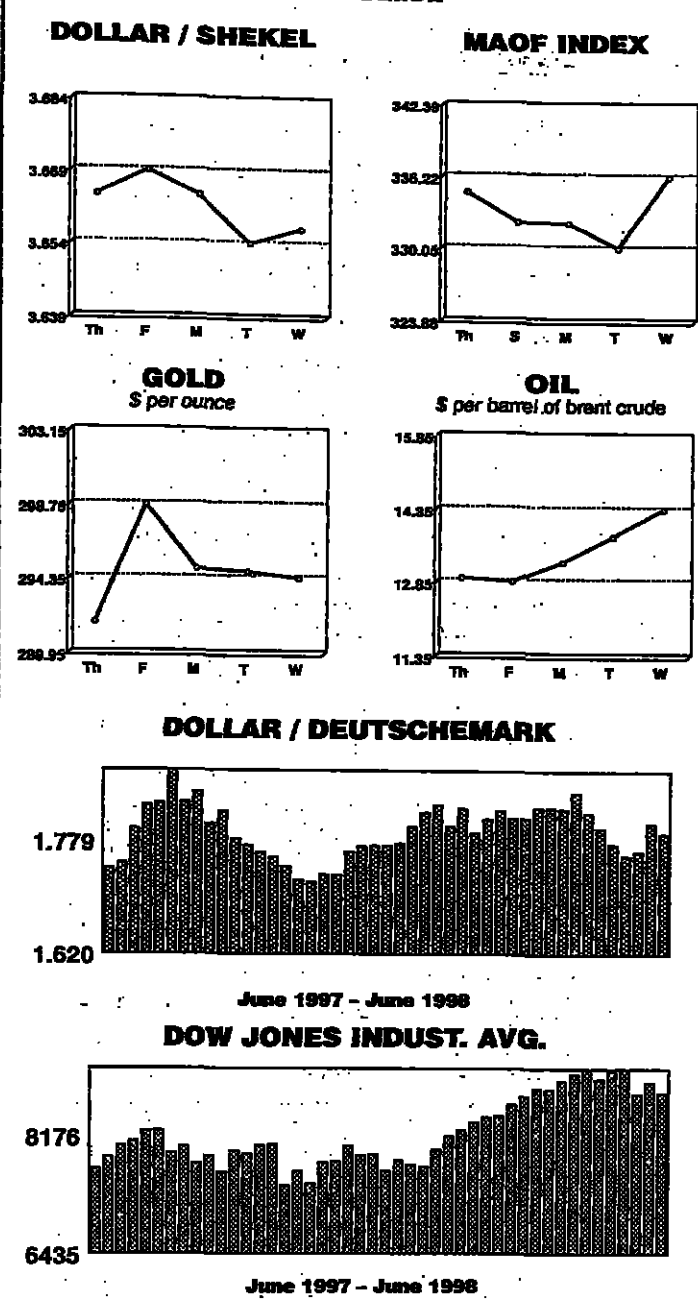 DOLLAR / SHEKEL
3.684
3.669
3.654
3.639
Th F M T W
MAOF INDEX
342.39
336.22
330.05
323.88
Th S M T W
GOLD
$ per ounce
303.15
298.75
294.35
289.95
Th F M T W
OIL
$ per barrel of brent crude
15.85
14.35
12.85
11.35
Th F M T W
DOLLAR / DEUTSCHEMARK
1.779
1.620
June 1997 – June 1998
DOW JONES INDUST. AVG.
8176
6435
June 1997 – June 1998